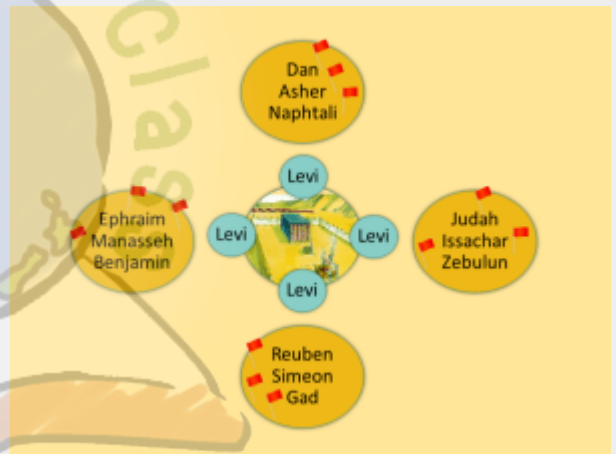 Dan
Asher
Naphtali
Levi
Ephraim
Manasseh
Benjamin
Levi
Levi
Judah
Issachar
Zebulun
Levi
Reuben
Simeon
Gad